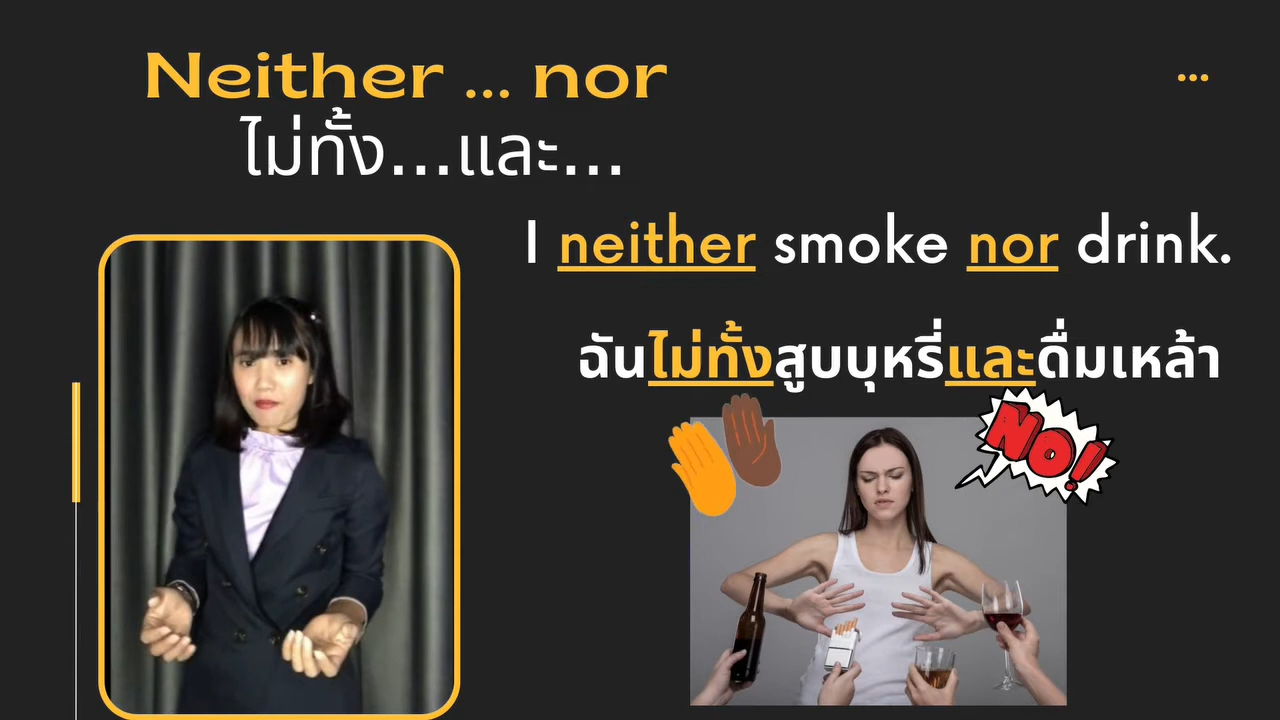 Neither ... nor
ไม่ทั้ง...และ...
...
I neither smoke nor drink.
ฉันไม่ทั้งสูบบุหรี่และดื่มเหล้า
NO!